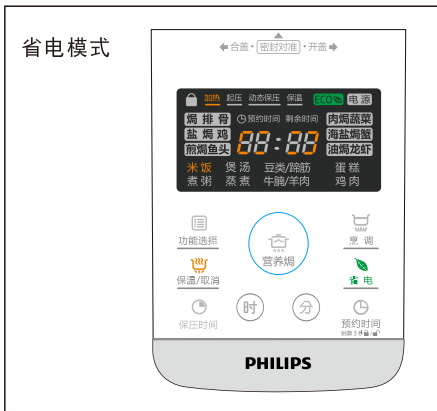 省电模式
合盖·密封对准·开盖
加热 起压 动态保压 保温 ECO 电源
焗排骨 预约时间 剩余时间 肉焗蔬菜
盐焗鸡 88:88 海盐焗蟹
煎焗鱼头 油焗龙虾
米饭 煲汤 豆类/蹄筋 蛋糕
煮粥 蒸煮 牛腩/羊肉 鸡肉
功能选择 营养焗 烹调
保温/取消 省电
保压时间 时 分 预约时间
PHILIPS